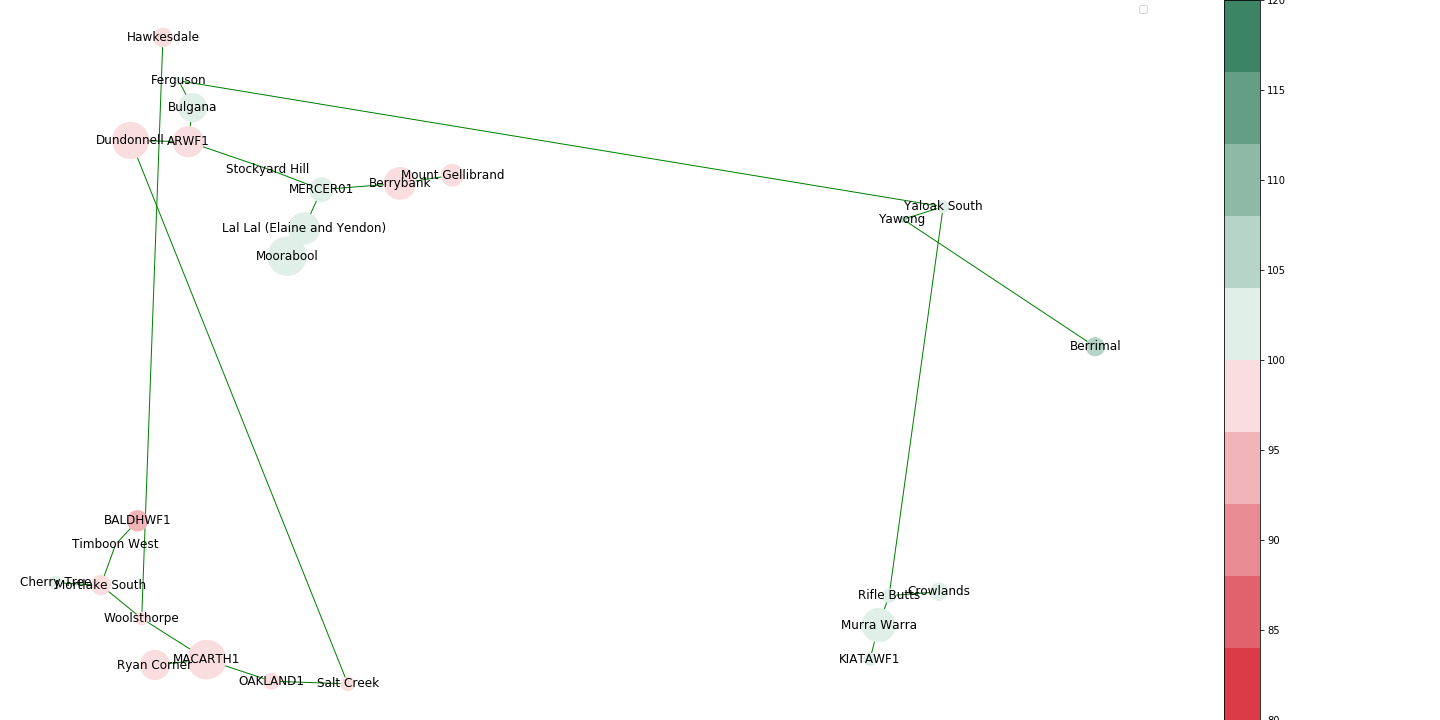 120
Hawkesdale
Ferguson
115
Bulgana
Dundonnell
ARWF1
Stockyard Hill
Mount Gellibrand
110
Berrybank
MERCER01
Yaloak South
Yawong
Lal Lal (Elaine and Yendon)
Moorabool
105
Berrimal
100
95
BALDHWF1
90
Timboon West
Cherry Tree
Mortlake South
Rifle Butts
Crowlands
Woolsthorpe
Murra Warra
85
MACARTH1
KIATAWF1
Ryan Corner
OAKLAND1
Salt Creek
80